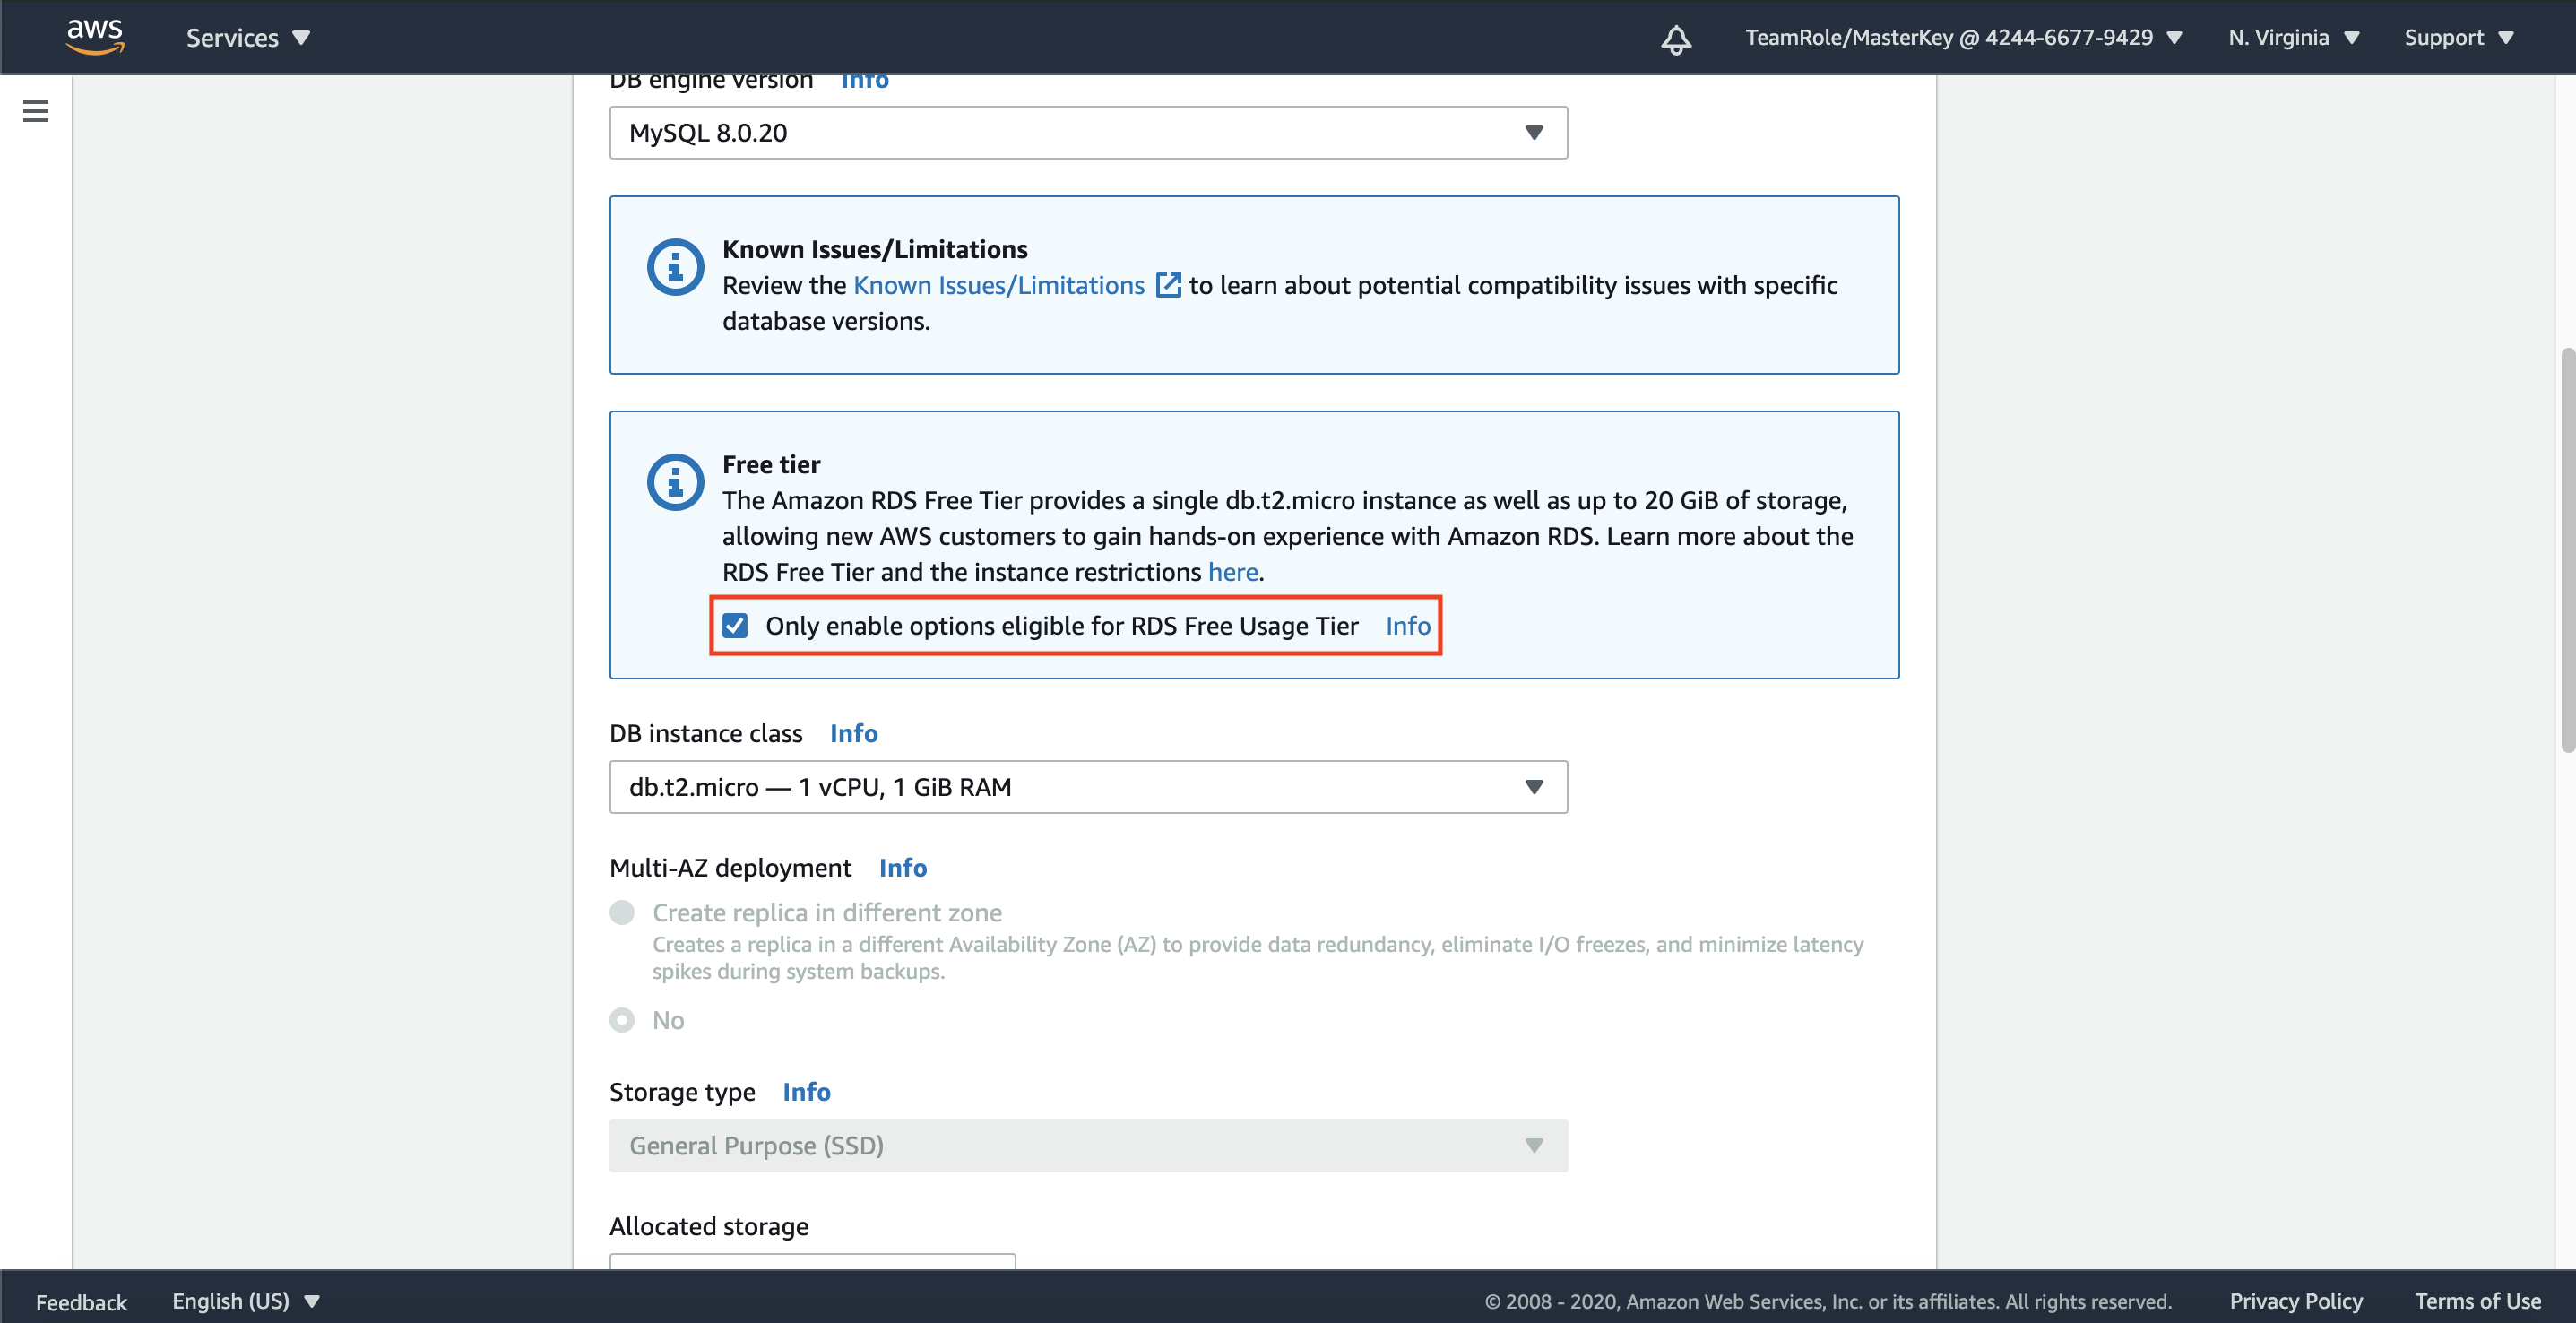 aws Services TeamRole/MasterKey @ 4244-6677-9429 N. Virginia Support
DB engine version Info
MySQL 8.0.20
Known Issues/Limitations
Review the Known Issues/Limitations to learn about potential compatibility issues with specific
database versions.
Free tier
The Amazon RDS Free Tier provides a single db.t2.micro instance as well as up to 20 GiB of storage,
allowing new AWS customers to gain hands-on experience with Amazon RDS. Learn more about the
RDS Free Tier and the instance restrictions here.
Only enable options eligible for RDS Free Usage Tier Info
DB instance class Info
db.t2.micro — 1 vCPU, 1 GiB RAM
Multi-AZ deployment Info
Create replica in different zone
Creates a replica in a different Availability Zone (AZ) to provide data redundancy, eliminate I/O freezes, and minimize latency
spikes during system backups.
No
Storage type Info
General Purpose (SSD)
Allocated storage
Feedback English (US) © 2008 - 2020, Amazon Web Services, Inc. or its affiliates. All rights reserved. Privacy Policy Terms of Use